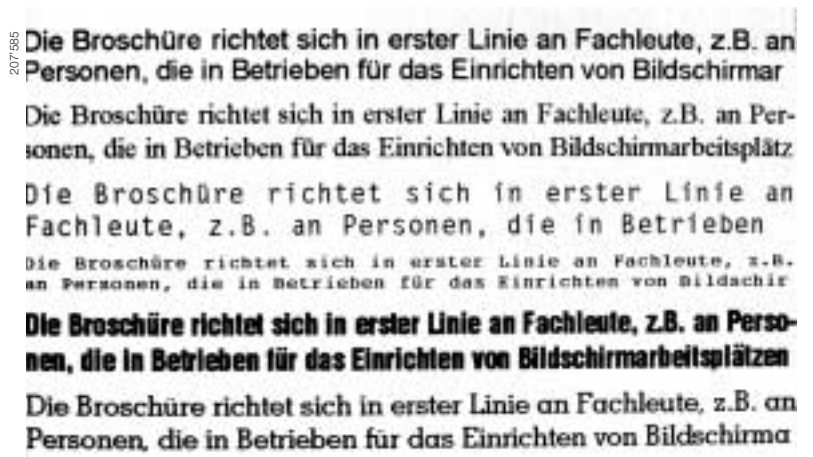 207'585
Die Broschüre richtet sich in erster Linie an Fachleute, z.B. an
Personen, die in Betrieben für das Einrichten von Bildschirmar
Die Broschüre richtet sich in erster Linie an Fachleute, z.B. an Per-
sonen, die in Betrieben für das Einrichten von Bildschirmarbeitsplätz
Die Broschüre richtet sich in erster Linie an
Fachleute, z.B. an Personen, die in Betrieben
Die Broschüre richtet sich in erster Linie an Fachleute, z.B.
an Personen, die in Betrieben für das Einrichten von Bildschir
Die Broschüre richtet sich in erster Linie an Fachleute, z.B. an Perso-
nen, die in Betrieben für das Einrichten von Bildschirmarbeitsplätzen
Die Broschüre richtet sich in erster Linie an Fachleute, z.B. an
Personen, die in Betrieben für das Einrichten von Bildschirma